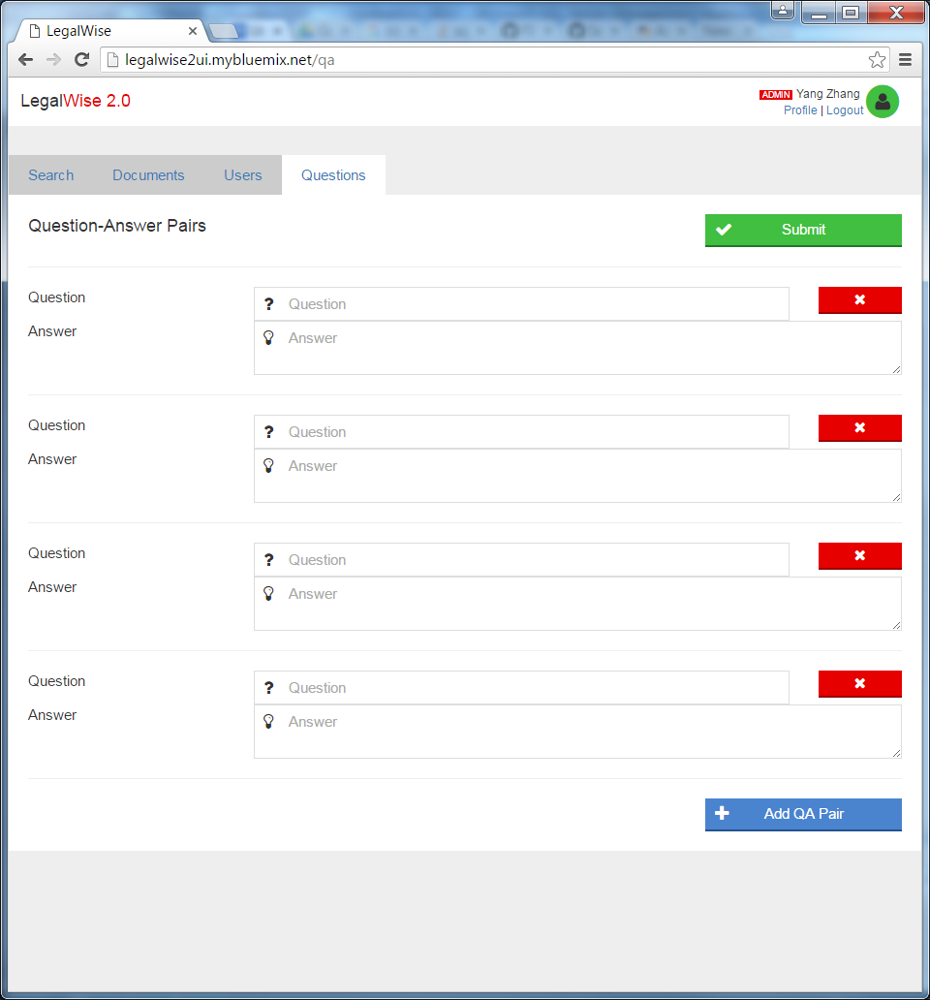 LegalWise
legalwise2ui.mybluemix.net/qa
LegalWise 2.0
ADMIN Yang Zhang
Profile | Logout
Search Documents Users Questions
Question-Answer Pairs
Submit
Question
? Question
Answer
Answer
Question
? Question
Answer
Answer
Question
? Question
Answer
Answer
Question
? Question
Answer
Answer
Add QA Pair